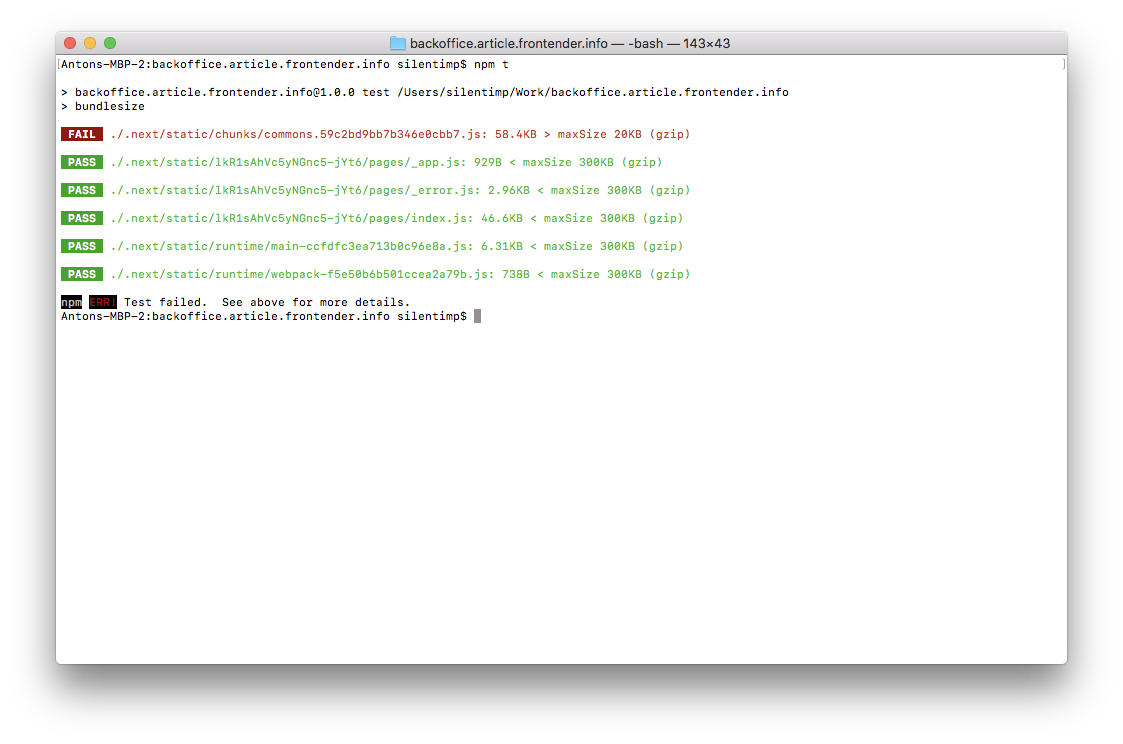 backoffice.article.frontender.info — -bash — 143×43
[Antons-MBP-2:backoffice.article.frontender.info silentimp$ npm t ]
> backoffice.article.frontender.info@1.0.0 test /Users/silentimp/Work/backoffice.article.frontender.info
> bundlesize
FAIL ./.next/static/chunks/commons.59c2bd9bb7b346e0cbb7.js: 58.4KB > maxSize 20KB (gzip)
PASS ./.next/static/lkR1sAhVc5yNGnc5-jYt6/pages/_app.js: 929B < maxSize 300KB (gzip)
PASS ./.next/static/lkR1sAhVc5yNGnc5-jYt6/pages/_error.js: 2.96KB < maxSize 300KB (gzip)
PASS ./.next/static/lkR1sAhVc5yNGnc5-jYt6/pages/index.js: 46.6KB < maxSize 300KB (gzip)
PASS ./.next/static/runtime/main-ccfdfc3ea713b0c96e8a.js: 6.31KB < maxSize 300KB (gzip)
PASS ./.next/static/runtime/webpack-f5e50b6b501ccea2a79b.js: 738B < maxSize 300KB (gzip)
npm ERR! Test failed.  See above for more details.
Antons-MBP-2:backoffice.article.frontender.info silentimp$